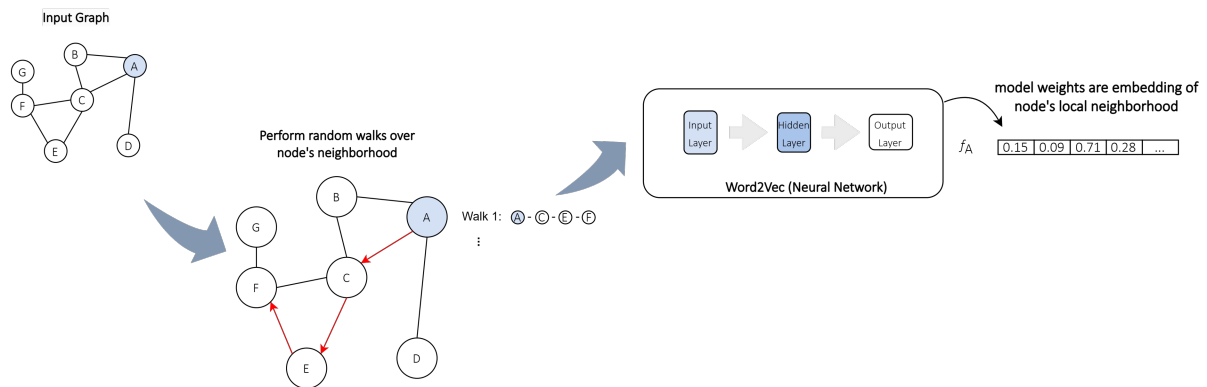 Input Graph
B
A
G
C
F
D
E
Perform random walks over
node's neighborhood
B
A
G
C
F
D
E
Walk 1: A - C - E - F
⋮
Input
Layer
Hidden
Layer
Output
Layer
Word2Vec (Neural Network)
model weights are embedding of
node's local neighborhood
fA 0.15 0.09 0.71 0.28 ...